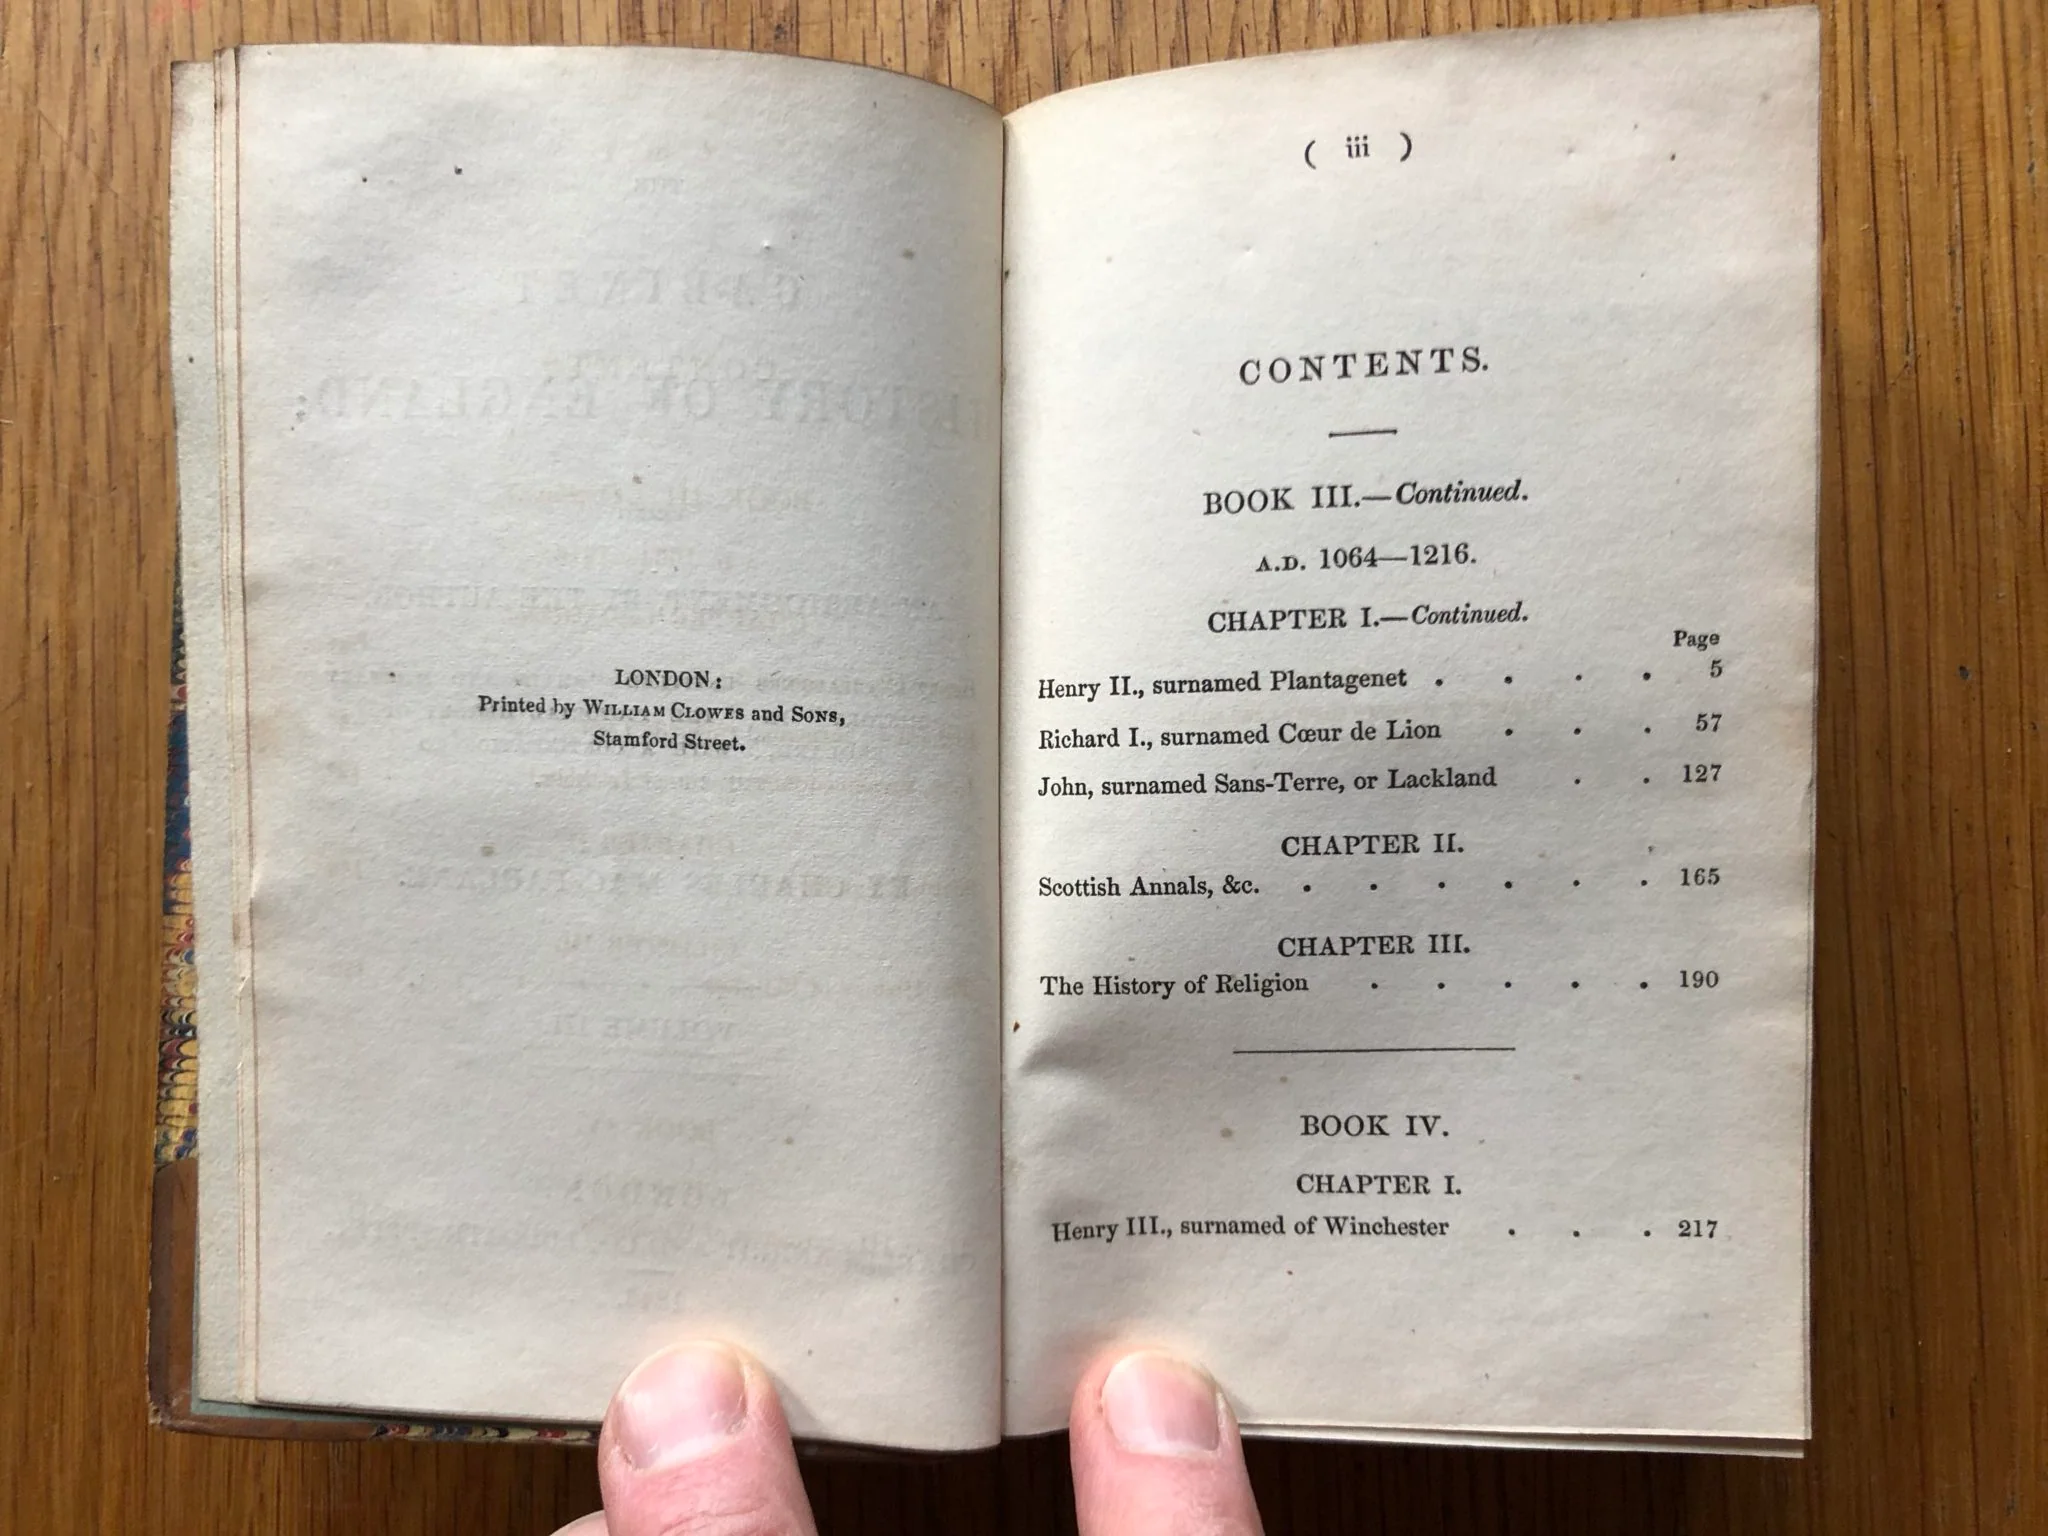 LONDON:
Printed by WILLIAM CLOWES and SONS,
Stamford Street.
( iii )
CONTENTS.
BOOK III.—Continued.
A.D. 1064—1216.
CHAPTER I.—Continued.
Page
Henry II., surnamed Plantagenet . . . . 5
Richard I., surnamed Cœur de Lion . . . 57
John, surnamed Sans-Terre, or Lackland . . 127
CHAPTER II.
Scottish Annals, &c. . . . . . . 165
CHAPTER III.
The History of Religion . . . . . 190
BOOK IV.
CHAPTER I.
Henry III., surnamed of Winchester . . . 217